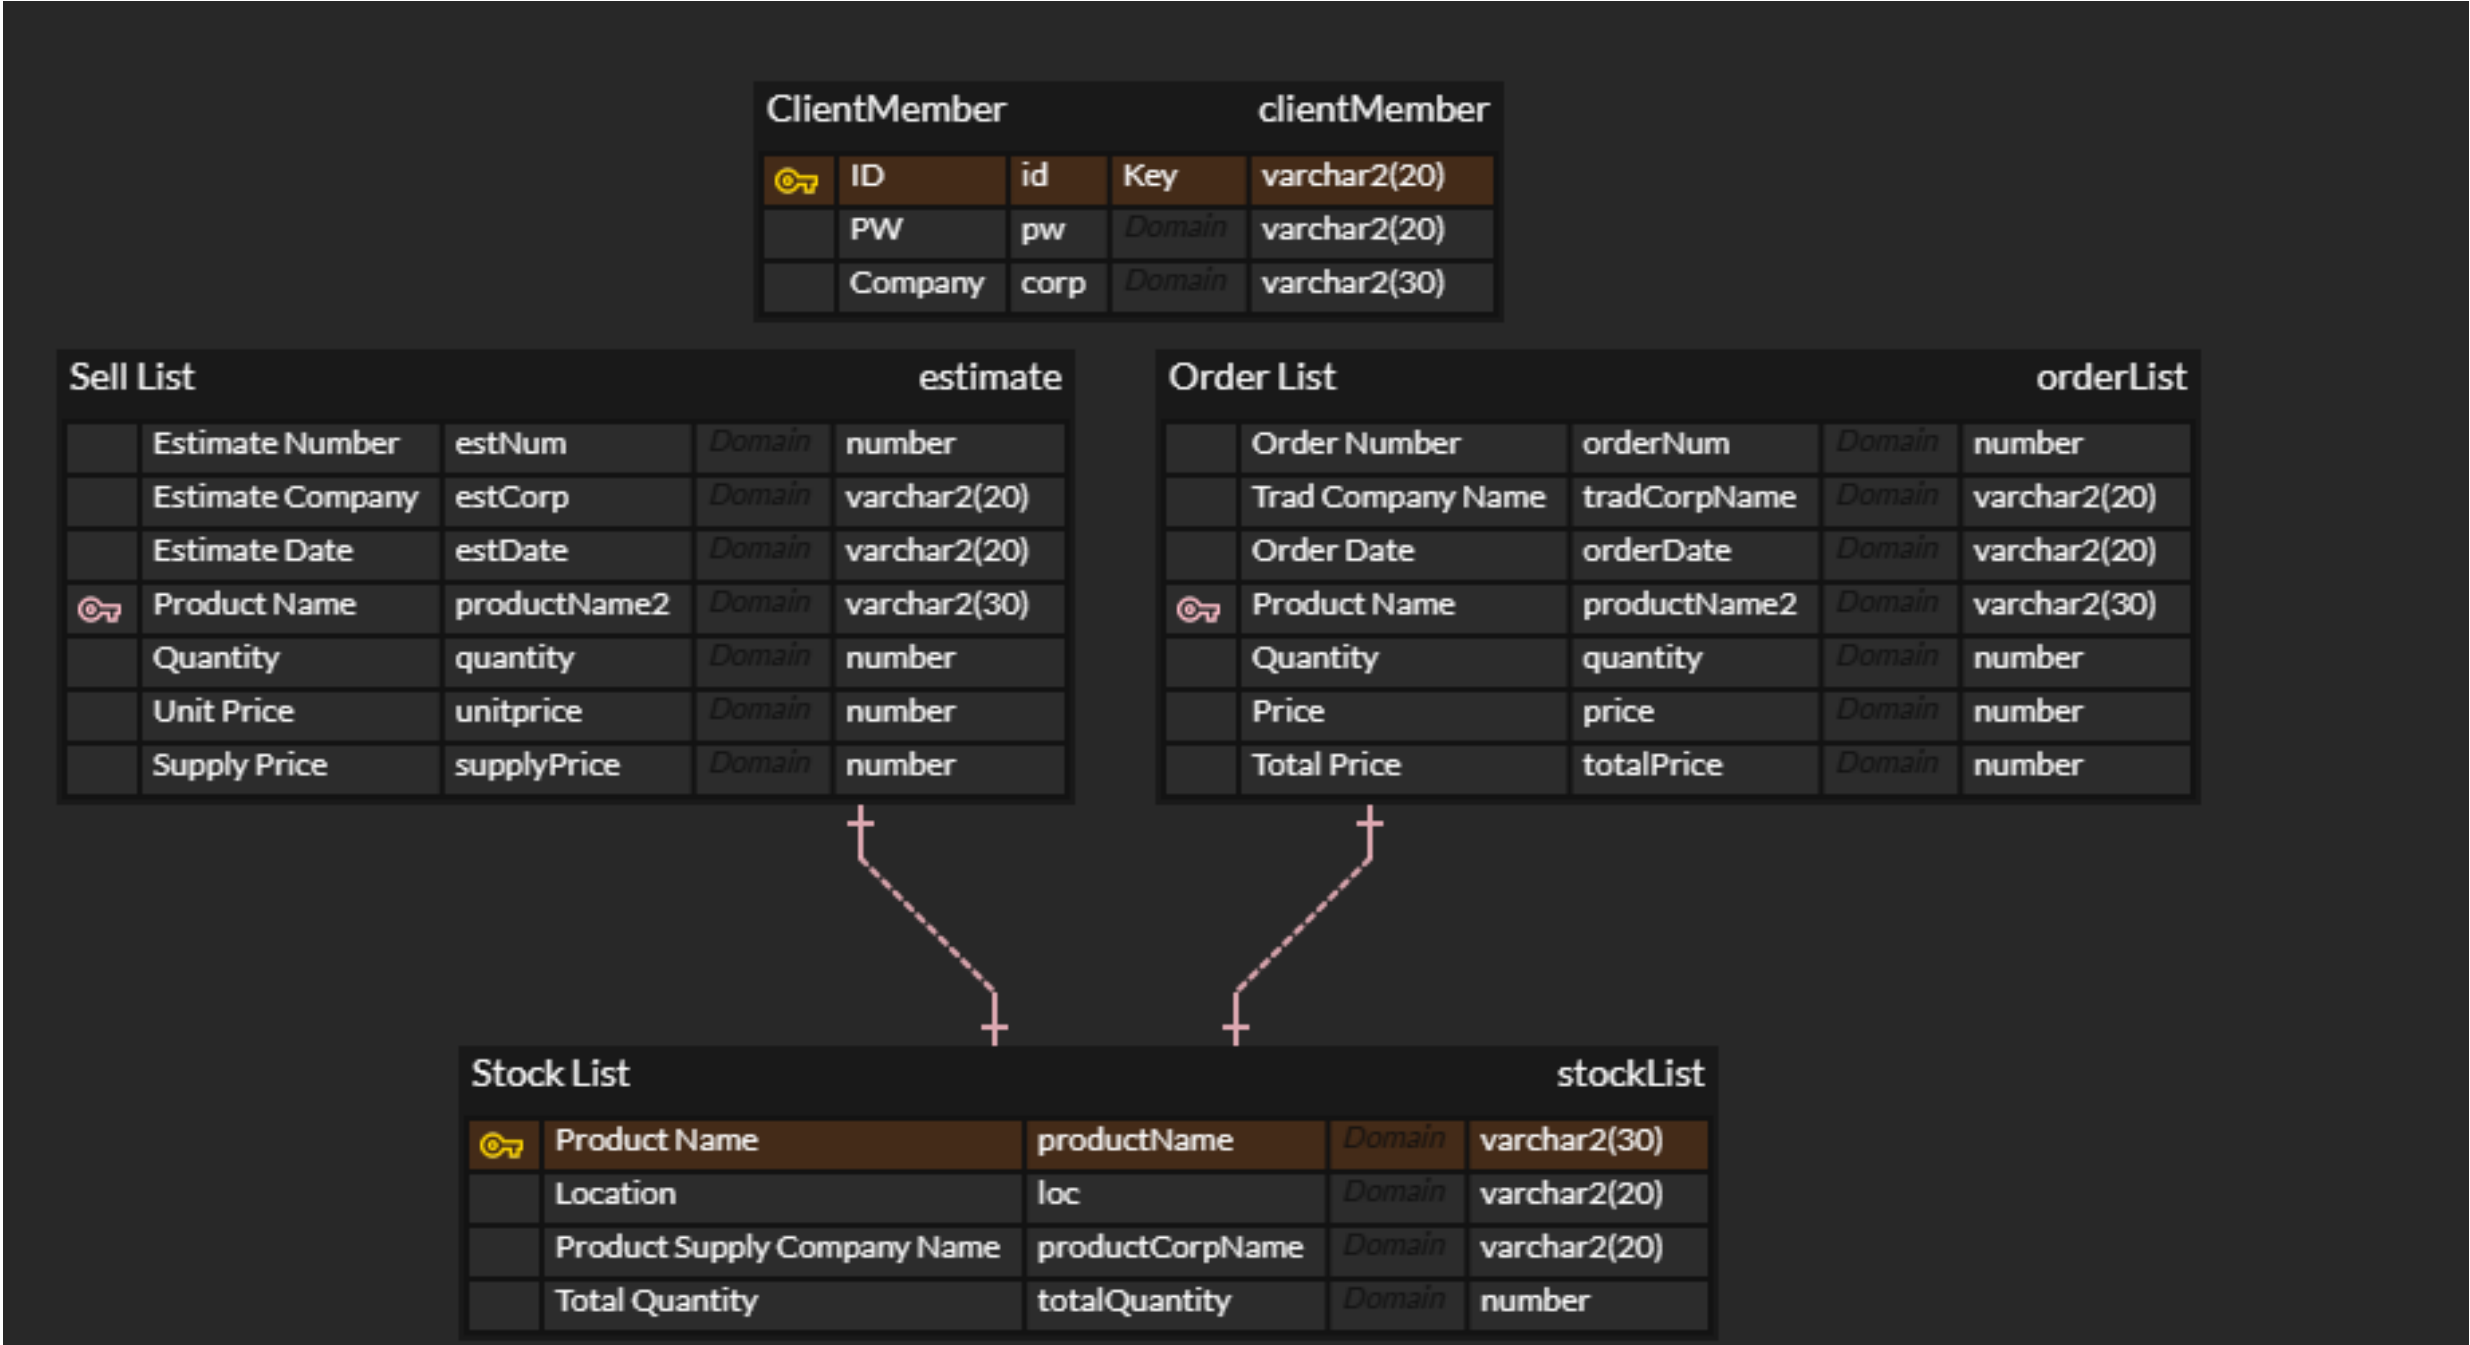 ClientMember clientMember
ID id Key varchar2(20)
PW pw Domain varchar2(20)
Company corp Domain varchar2(30)
Sell List estimate
Estimate Number estNum Domain number
Estimate Company estCorp Domain varchar2(20)
Estimate Date estDate Domain varchar2(20)
Product Name productName2 Domain varchar2(30)
Quantity quantity Domain number
Unit Price unitprice Domain number
Supply Price supplyPrice Domain number
Order List orderList
Order Number orderNum Domain number
Trad Company Name tradCorpName Domain varchar2(20)
Order Date orderDate Domain varchar2(20)
Product Name productName2 Domain varchar2(30)
Quantity quantity Domain number
Price price Domain number
Total Price totalPrice Domain number
Stock List stockList
Product Name productName Domain varchar2(30)
Location loc Domain varchar2(20)
Product Supply Company Name productCorpName Domain varchar2(20)
Total Quantity totalQuantity Domain number